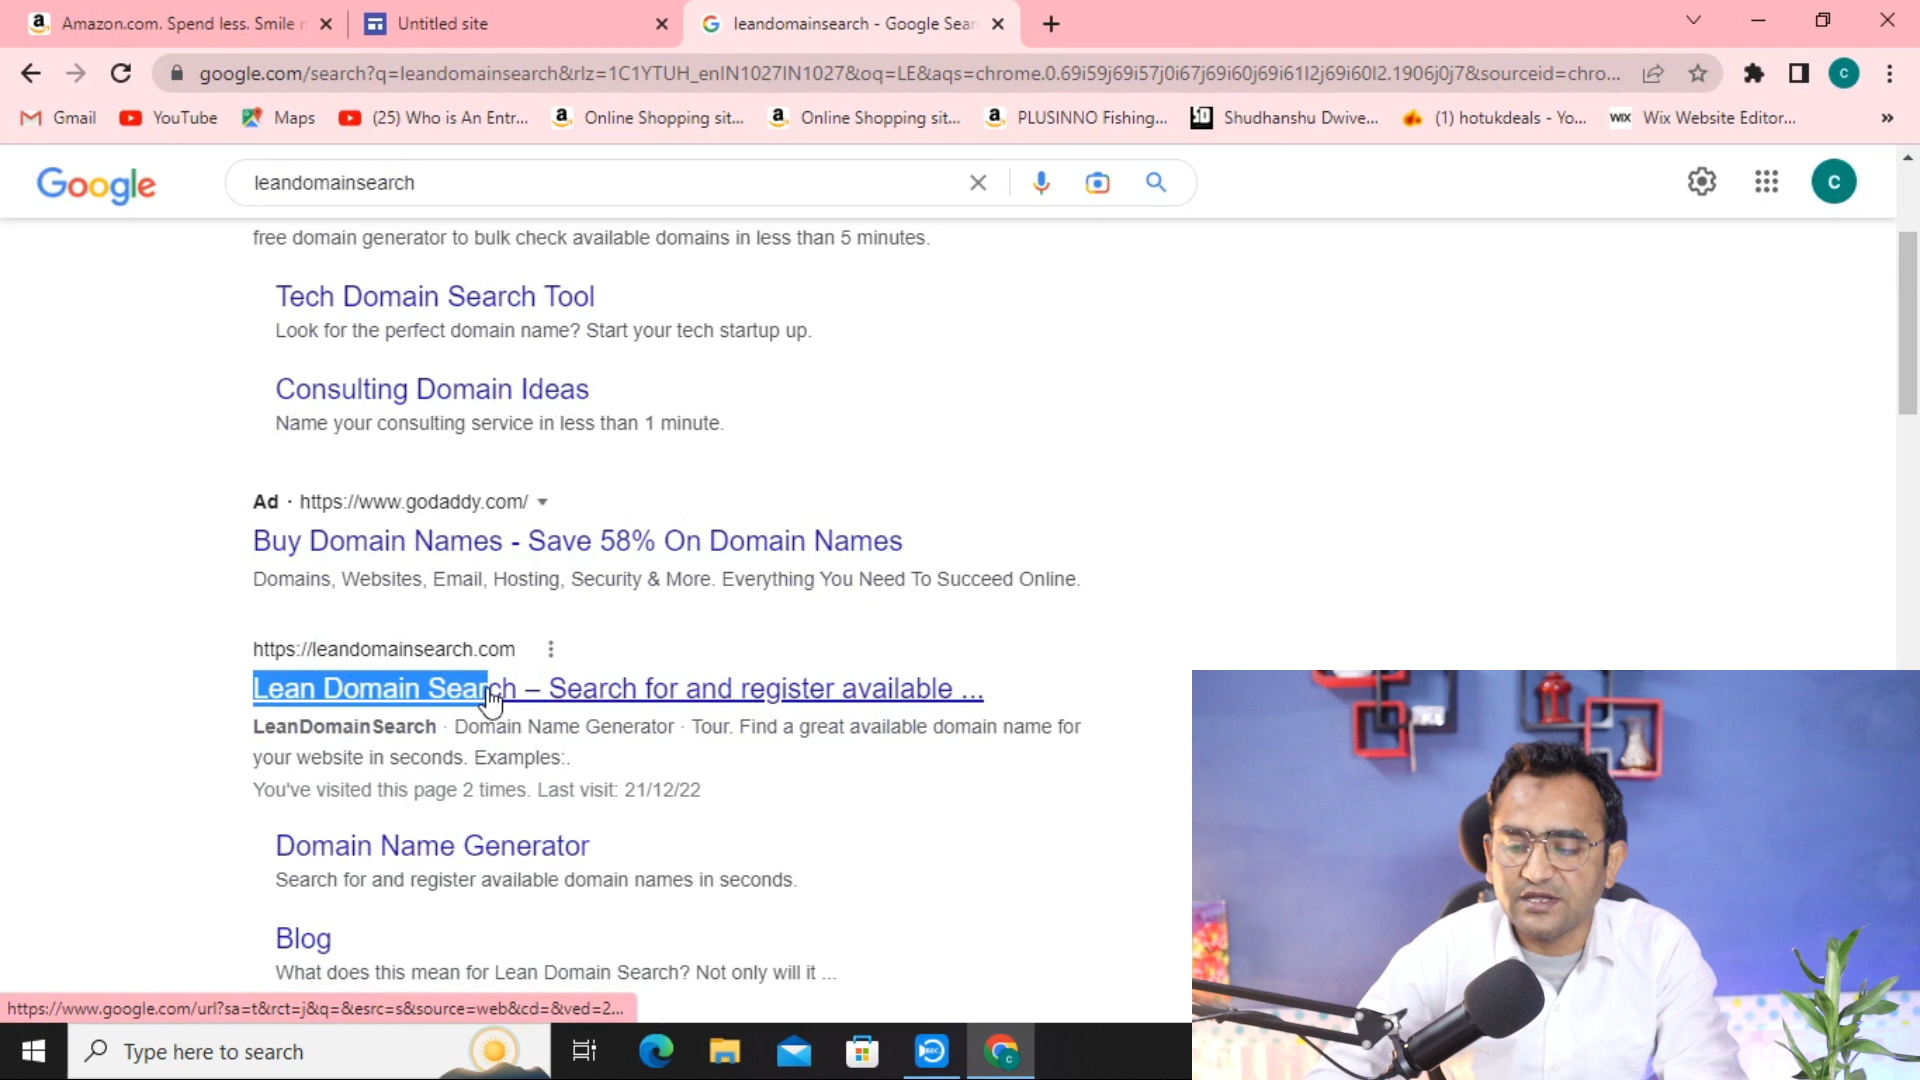 Amazon.com. Spend less. Smile
Untitled site
leandomainsearch - Google Sear
google.com/search?q=leandomainsearch&rlz=1C1YTUH_enIN1027IN1027&oq=LE&aqs=chrome.0.69i59j69i57j0i67j69i60j69i61l2j69i60l2.1906j0j7&sourceid=chro...
C
Gmail
YouTube
Maps
(25) Who is An Entr...
Online Shopping sit...
Online Shopping sit...
PLUSINNO Fishing...
Shudhanshu Dwive...
(1) hotukdeals - Yo...
WIX Wix Website Editor...
»
Google
leandomainsearch
C
free domain generator to bulk check available domains in less than 5 minutes.
Tech Domain Search Tool
Look for the perfect domain name? Start your tech startup up.
Consulting Domain Ideas
Name your consulting service in less than 1 minute.
Ad · https://www.godaddy.com/
Buy Domain Names - Save 58% On Domain Names
Domains, Websites, Email, Hosting, Security & More. Everything You Need To Succeed Online.
https://leandomainsearch.com
Lean Domain Search – Search for and register available ...
LeanDomainSearch · Domain Name Generator · Tour. Find a great available domain name for
your website in seconds. Examples:.
You've visited this page 2 times. Last visit: 21/12/22
Domain Name Generator
Search for and register available domain names in seconds.
Blog
What does this mean for Lean Domain Search? Not only will it ...
https://www.google.com/url?sa=t&rct=j&q=&esrc=s&source=web&cd=&ved=2...
Type here to search
REC
C